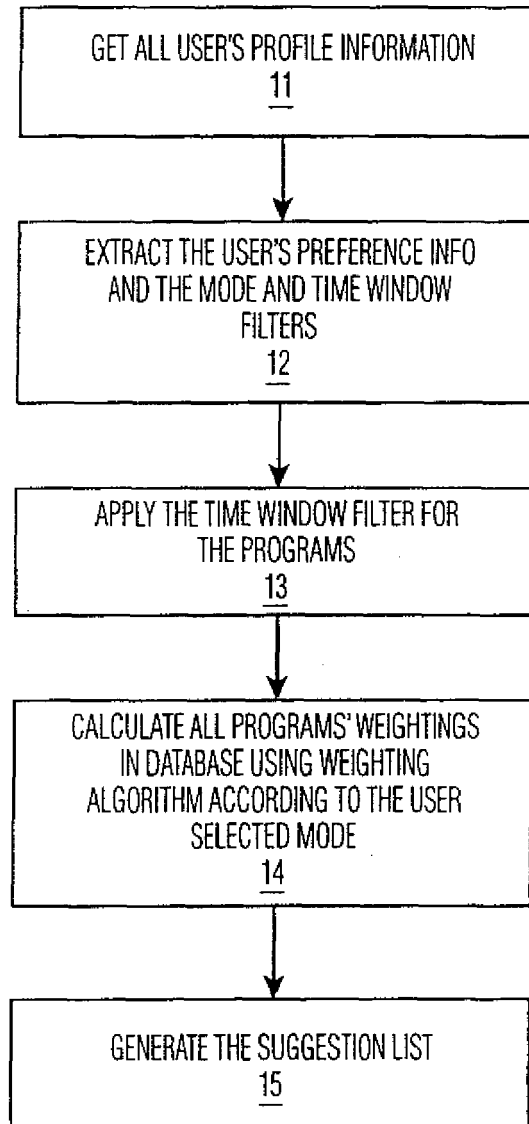 GET ALL USER'S PROFILE INFORMATION
11
EXTRACT THE USER'S PREFERENCE INFO
AND THE MODE AND TIME WINDOW
FILTERS
12
APPLY THE TIME WINDOW FILTER FOR
THE PROGRAMS
13
CALCULATE ALL PROGRAMS' WEIGHTINGS
IN DATABASE USING WEIGHTING
ALGORITHM ACCORDING TO THE USER
SELECTED MODE
14
GENERATE THE SUGGESTION LIST
15